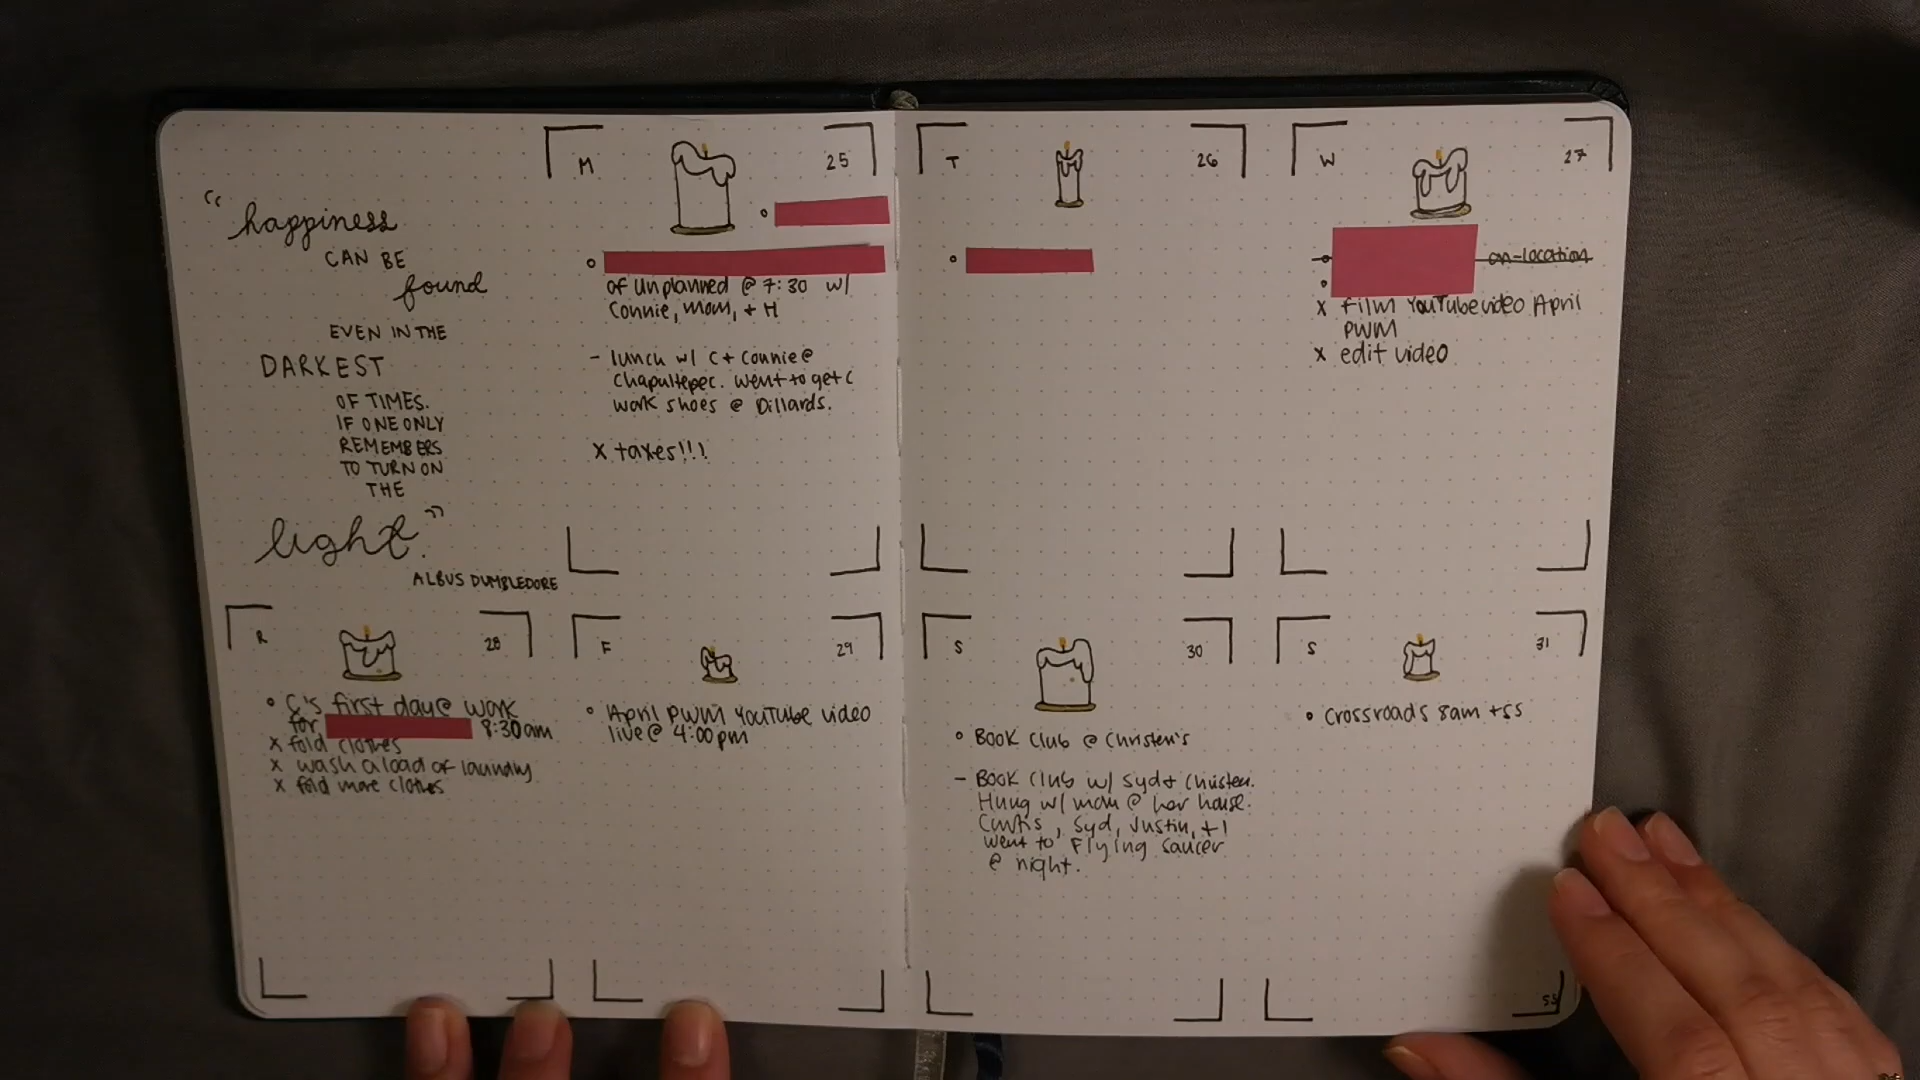 "happiness
CAN BE
found
EVEN IN THE
DARKEST
OF TIMES.
IF ONE ONLY
REMEMBERS
TO TURN ON
THE
light."
ALBUS DUMBLEDORE
M 25
of unplanned @ 7:30 w/
Connie, mom, + H
- lunch w/ C + Connie @
Chapultepec. Went to get C
work shoes @ Dillards.
x taxes!!!
T 26
W 27
on-location
x film YouTube video April
PWM
x edit video
R 28
C's first day @ work
for 8:30am
x fold clothes
x wash a load of laundry
x fold more clothes
F 29
April PWM YouTube video
live @ 4:00pm
S 30
Book Club @ Christen's
- Book Club w/ Syd + Christen.
Hung w/ mom @ her house.
Curtis, Syd, Justin, + I
went to Flying Saucer
@ night.
S 31
Crossroads 8am + SS
55